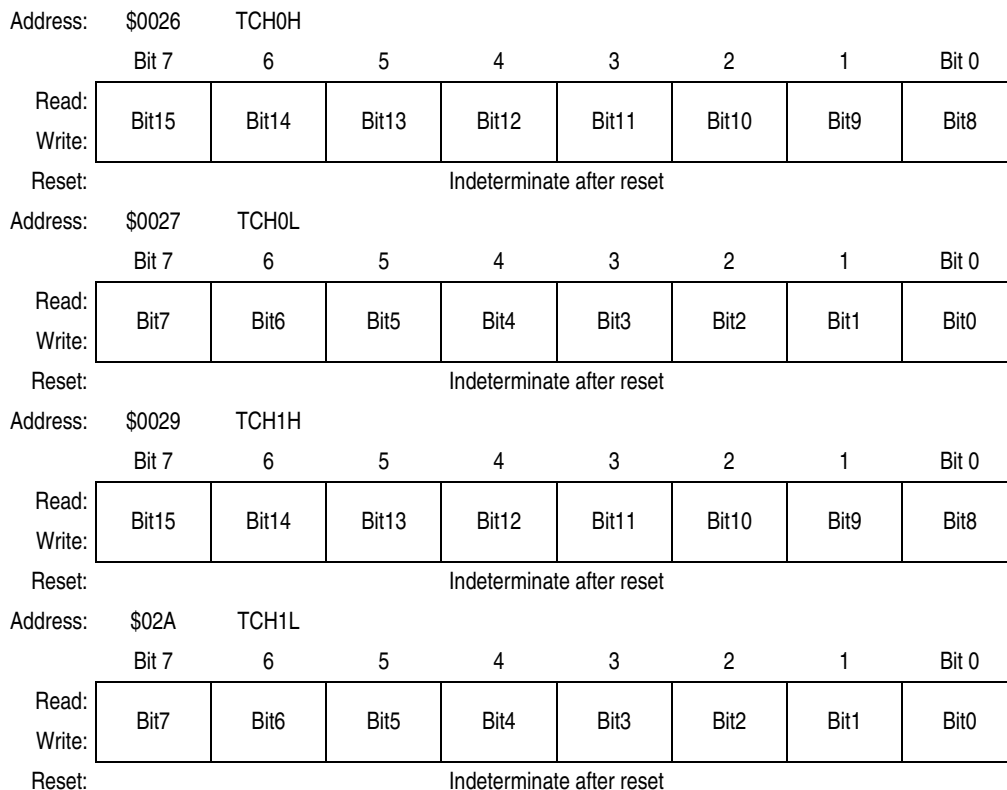 Address: $0026 TCH0H
Bit 7 6 5 4 3 2 1 Bit 0
Read:
Bit15 Bit14 Bit13 Bit12 Bit11 Bit10 Bit9 Bit8
Write:
Reset: Indeterminate after reset
Address: $0027 TCH0L
Bit 7 6 5 4 3 2 1 Bit 0
Read:
Bit7 Bit6 Bit5 Bit4 Bit3 Bit2 Bit1 Bit0
Write:
Reset: Indeterminate after reset
Address: $0029 TCH1H
Bit 7 6 5 4 3 2 1 Bit 0
Read:
Bit15 Bit14 Bit13 Bit12 Bit11 Bit10 Bit9 Bit8
Write:
Reset: Indeterminate after reset
Address: $02A TCH1L
Bit 7 6 5 4 3 2 1 Bit 0
Read:
Bit7 Bit6 Bit5 Bit4 Bit3 Bit2 Bit1 Bit0
Write:
Reset: Indeterminate after reset